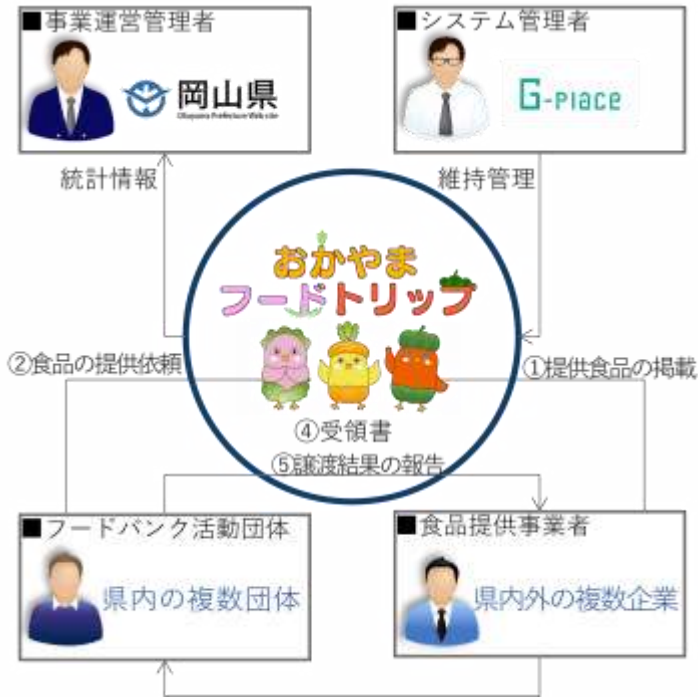 ■事業運営管理者
岡山県
Okayama Prefecture Web site
■システム管理者
G-PLACE
統計情報
維持管理
おかやま
フードトリップ
②食品の提供依頼
①提供食品の掲載
④受領書
⑤譲渡結果の報告
■フードバンク活動団体
県内の複数団体
■食品提供事業者
県内外の複数企業